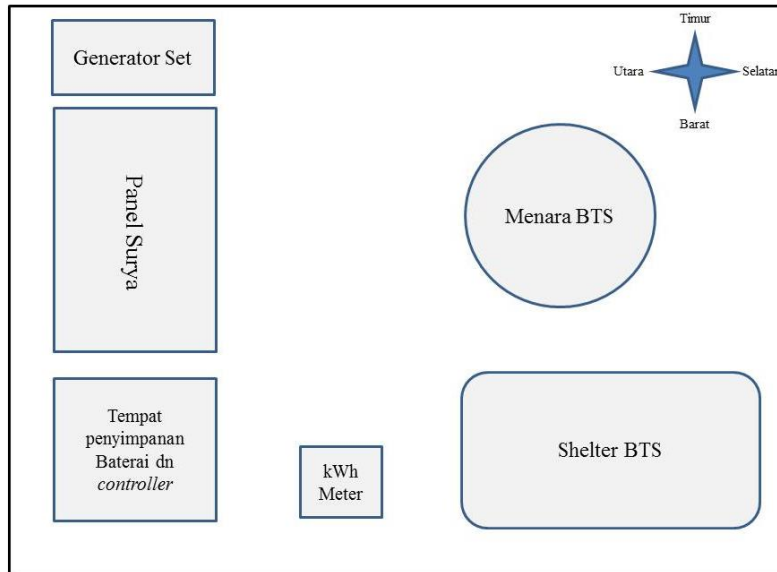 Generator Set
Timur
Utara
Selatan
Barat
Panel Surya
Menara BTS
Tempat
penyimpanan
Baterai dn
controller
kWh
Meter
Shelter BTS